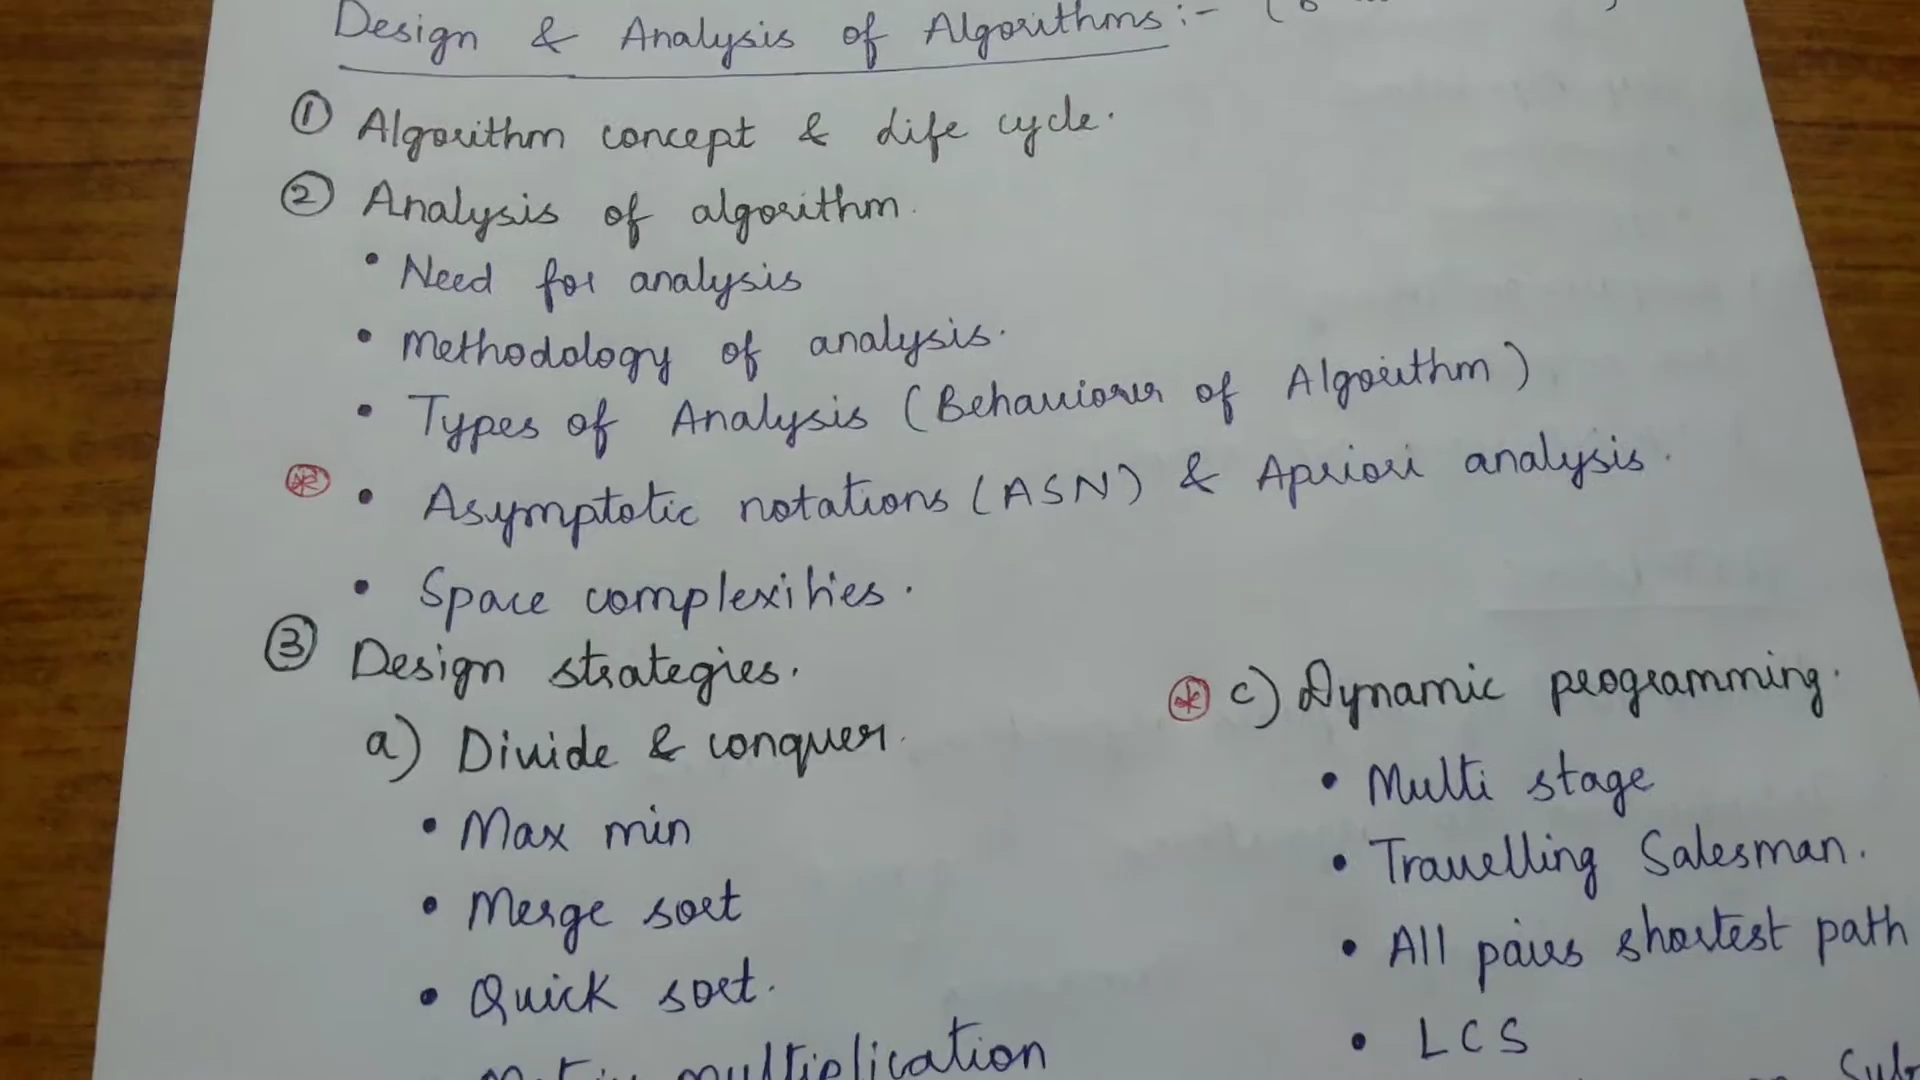 Design & Analysis of Algorithms :-
① Algorithm concept & Life cycle.
② Analysis of algorithm.
• Need for analysis
• Methodology of analysis.
• Types of Analysis (Behaviour of Algorithm)
• Asymptotic notations (ASN) & Apriori analysis.
• Space complexities.
③ Design strategies.
a) Divide & conquer.
• Max min
• Merge sort
• Quick sort.
multiplication
c) Dynamic programming.
• Multi stage
• Travelling Salesman.
• All pairs shortest path
• LCS